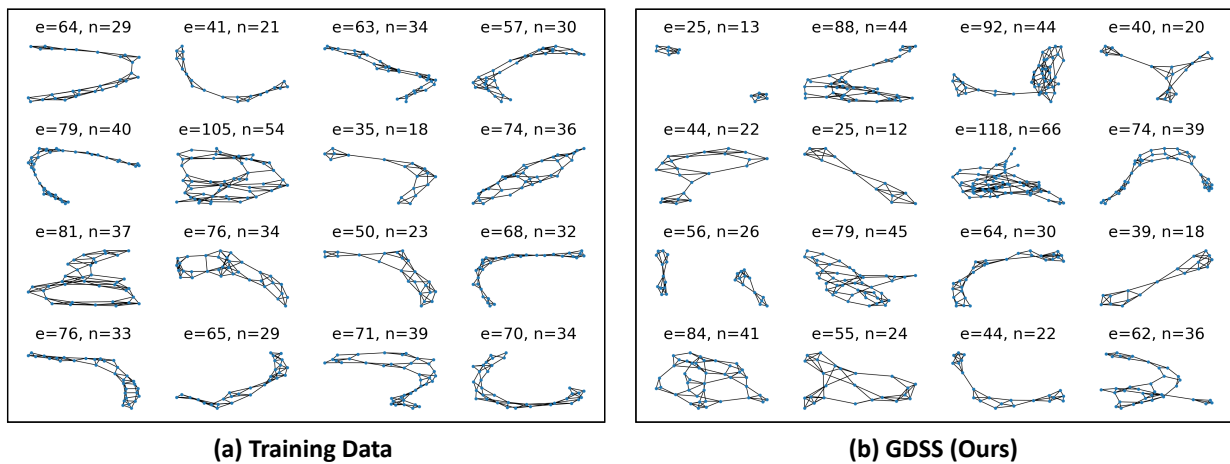 e=64, n=29 e=41, n=21 e=63, n=34 e=57, n=30
e=79, n=40 e=105, n=54 e=35, n=18 e=74, n=36
e=81, n=37 e=76, n=34 e=50, n=23 e=68, n=32
e=76, n=33 e=65, n=29 e=71, n=39 e=70, n=34
(a) Training Data
e=25, n=13 e=88, n=44 e=92, n=44 e=40, n=20
e=44, n=22 e=25, n=12 e=118, n=66 e=74, n=39
e=56, n=26 e=79, n=45 e=64, n=30 e=39, n=18
e=84, n=41 e=55, n=24 e=44, n=22 e=62, n=36
(b) GDSS (Ours)